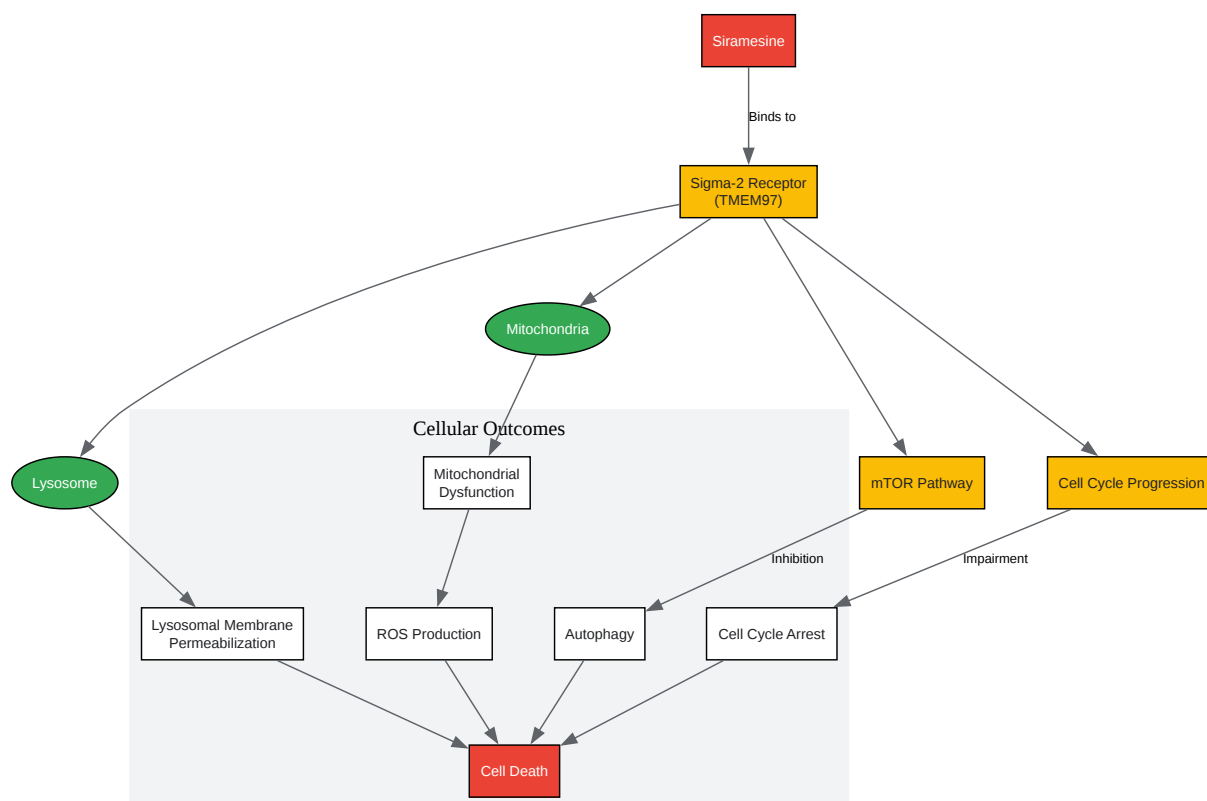 Siramesine
Binds to
Sigma-2 Receptor
(TMEM97)
Mitochondria
Cellular Outcomes
Lysosome
Mitochondrial
Dysfunction
mTOR Pathway
Cell Cycle Progression
Inhibition
Impairment
Lysosomal Membrane
Permeabilization
ROS Production
Autophagy
Cell Cycle Arrest
Cell Death